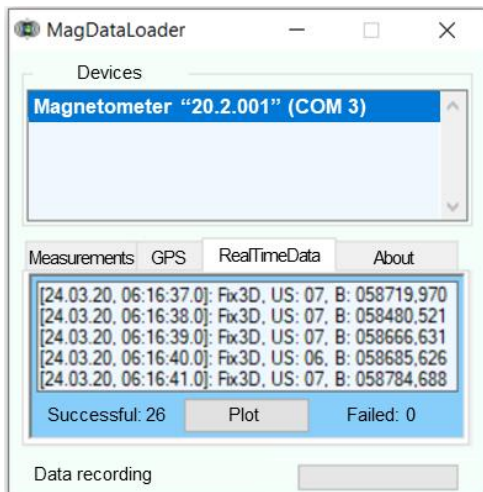 MagDataLoader
Devices
Magnetometer “20.2.001” (COM 3)
Measurements GPS RealTimeData About
[24.03.20, 06:16:37.0]: Fix3D, US: 07, B: 058719,970
[24.03.20, 06:16:38.0]: Fix3D, US: 07, B: 058480,521
[24.03.20, 06:16:39.0]: Fix3D, US: 07, B: 058666,631
[24.03.20, 06:16:40.0]: Fix3D, US: 06, B: 058685,626
[24.03.20, 06:16:41.0]: Fix3D, US: 07, B: 058784,688
Successful: 26 Plot Failed: 0
Data recording